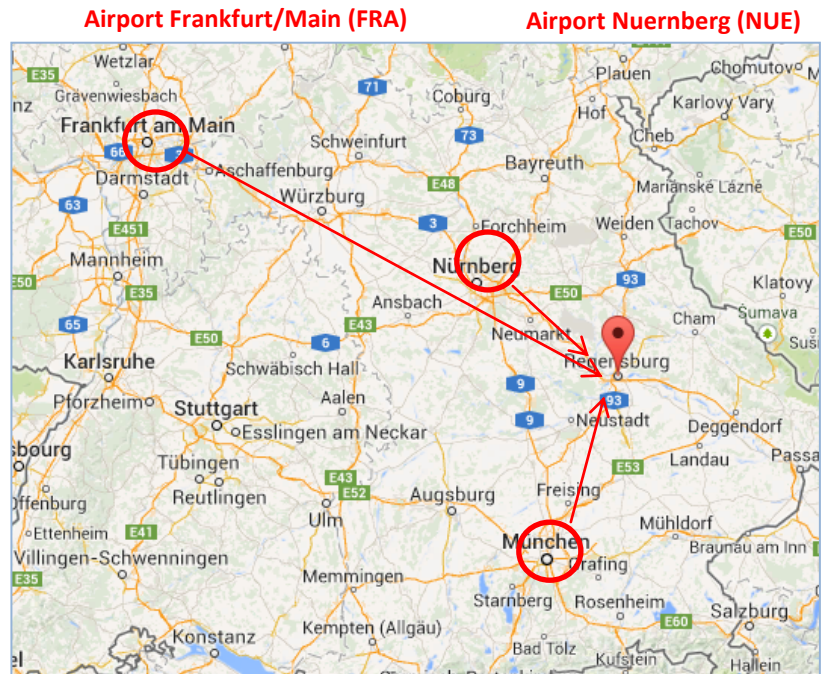 Airport Frankfurt/Main (FRA)
Airport Nuernberg (NUE)
Wetzlar
Plauen
Chomutov
E35
71
Gravenwiesbach
Coburg
Hof
Karlovy Vary
Frankfurt am Main
73
Schweinfurt
Cheb
66
3
Aschaffenburg
Bayreuth
Darmstadt
E48
Mariánské Lázně
63
Würzburg
E451
3
Forchheim
Weiden
Tachov
E50
Mannheim
Nürnberg
93
Klatovy
E50
E35
Ansbach
E50
Šumava
65
E43
Neumarkt
Cham
E50
6
Suši
Karlsruhe
Schwäbisch Hall
Regensburg
9
Pforzheim
Aalen
93
Stuttgart
9
Neustadt
Deggendorf
Esslingen am Neckar
sbourg
Landau
Passa
Tübingen
E43
E53
Reutlingen
E52
Augsburg
Freising
Offenburg
Ulm
Mühldorf
Ettenheim
E41
München
Braunau am Inn
Villingen-Schwenningen
Grafing
E35
Memmingen
Starnberg
Rosenheim
Salzburg
E60
Konstanz
Kempten (Allgäu)
Bad Tölz
Kufstein
Hallein